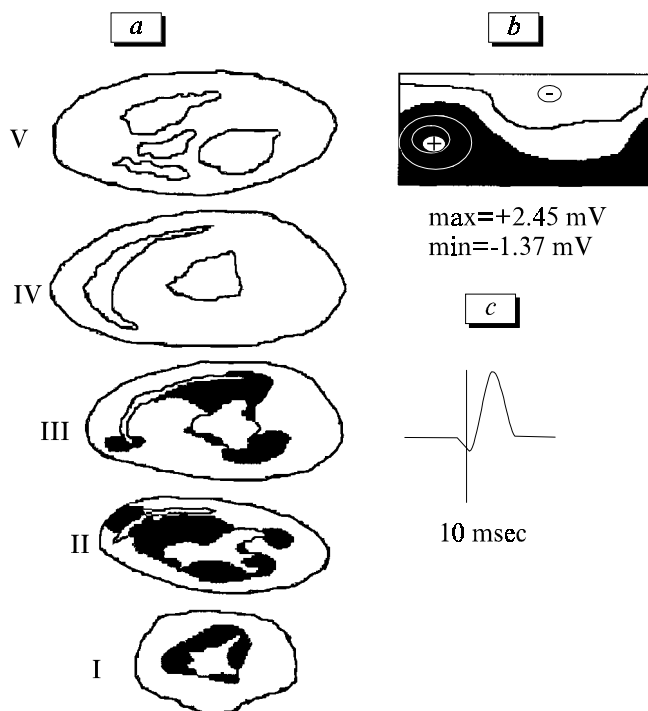 a
b
V
IV
III
II
I
-
+
max=+2.45 mV
min=-1.37 mV
c
10 msec